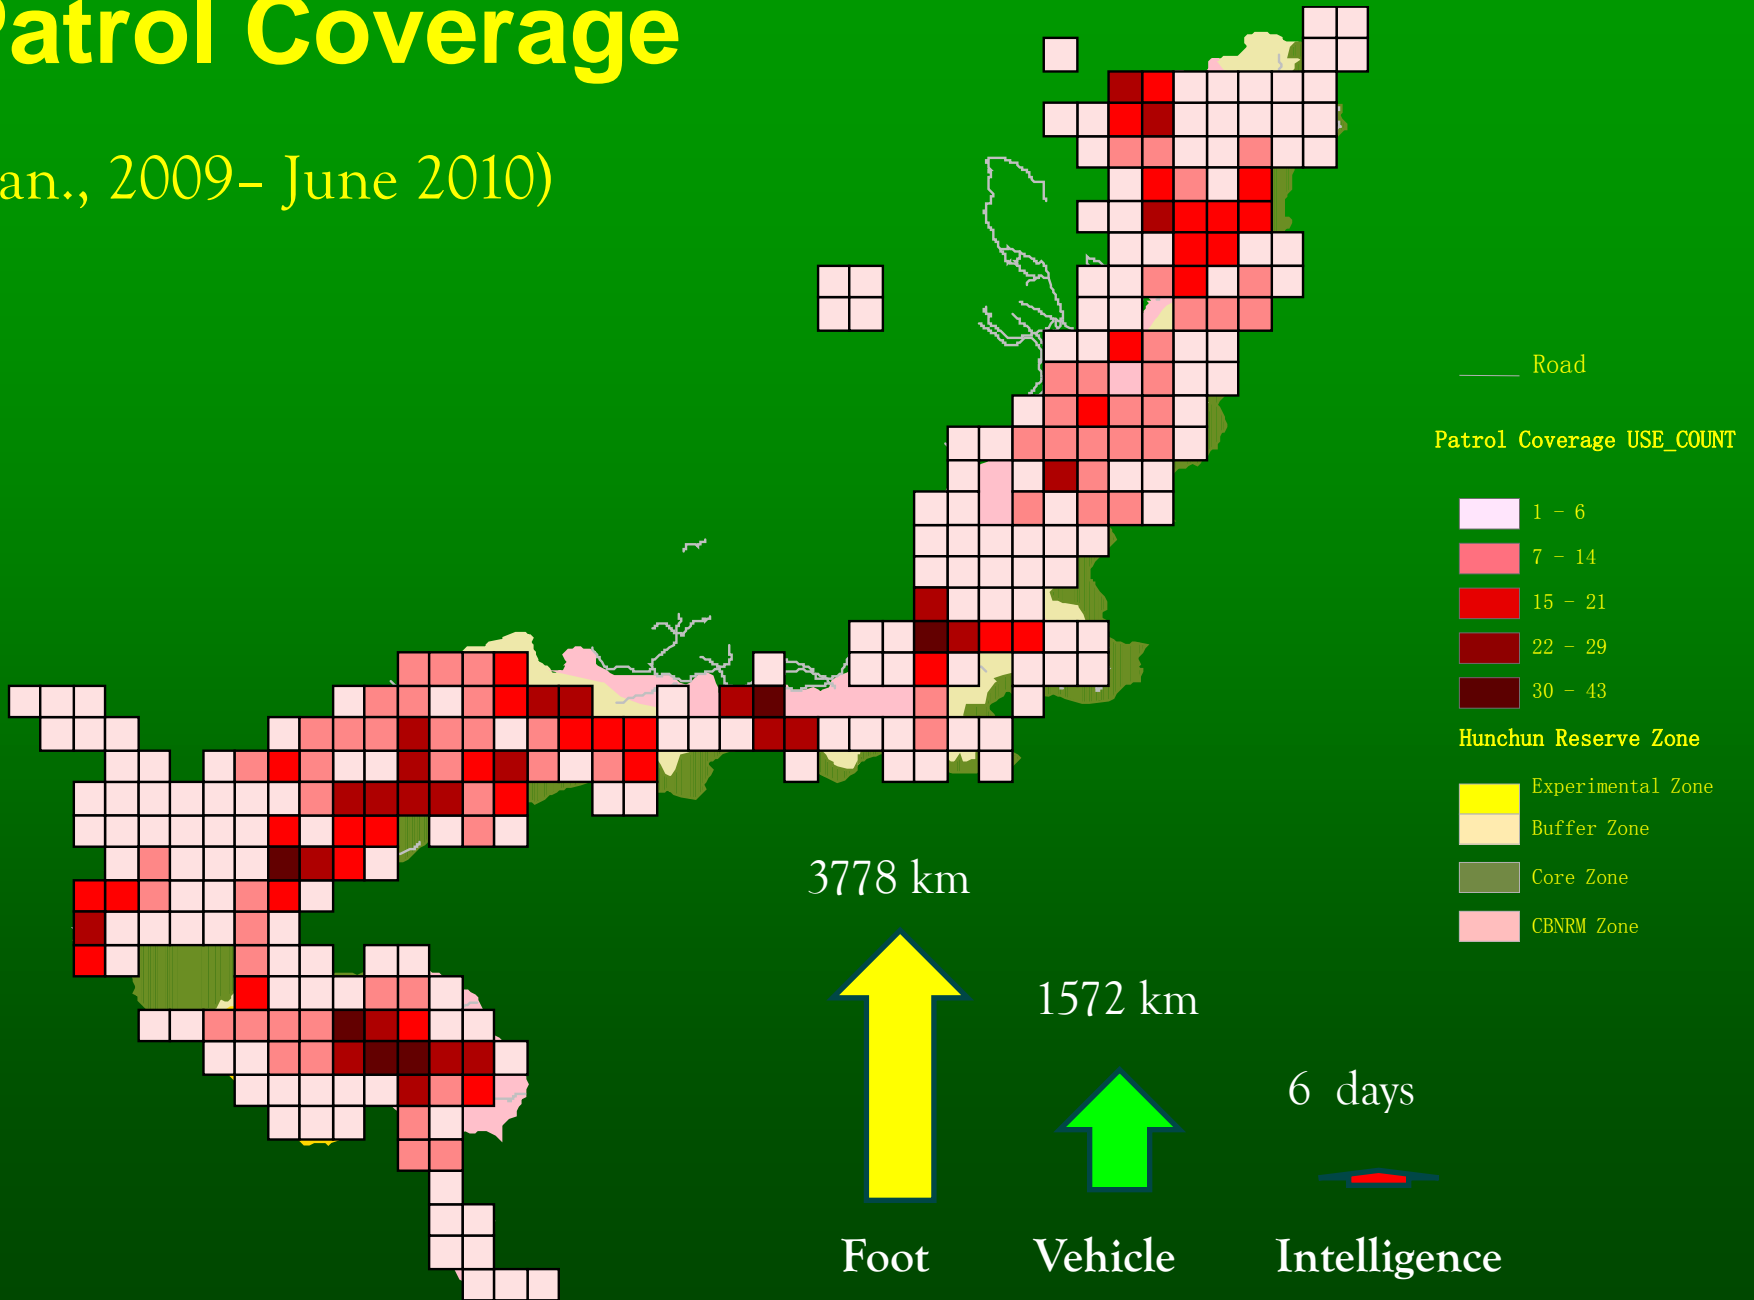 Patrol Coverage
an., 2009- June 2010)
Road
Patrol Coverage USE_COUNT
1 - 6
7 - 14
15 - 21
22 - 29
30 - 43
Hunchun Reserve Zone
Experimental Zone
Buffer Zone
Core Zone
CBNRM Zone
3778 km
1572 km
6 days
Foot
Vehicle
Intelligence